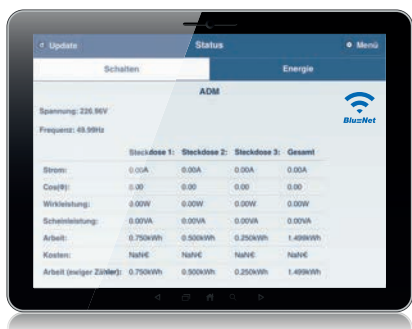 Update Status Menü
Schalten Energie
ADM
Spannung: 226.96V
BlueNet
Frequenz: 49.99Hz
Steckdose 1: Steckdose 2: Steckdose 3: Gesamt
Strom: 0.00A 0.00A 0.00A 0.00A
Cos(Φ): 0.00 0.00 0.00 0.00
Wirkleistung: 0.00W 0.00W 0.00W 0.00W
Scheinleistung: 0.00VA 0.00VA 0.00VA 0.00VA
Arbeit: 0.750kWh 0.500kWh 0.250kWh 1.499kWh
Kosten: NaN€ NaN€ NaN€ NaN€
Arbeit (ewiger Zähler): 0.750kWh 0.500kWh 0.250kWh 1.499kWh